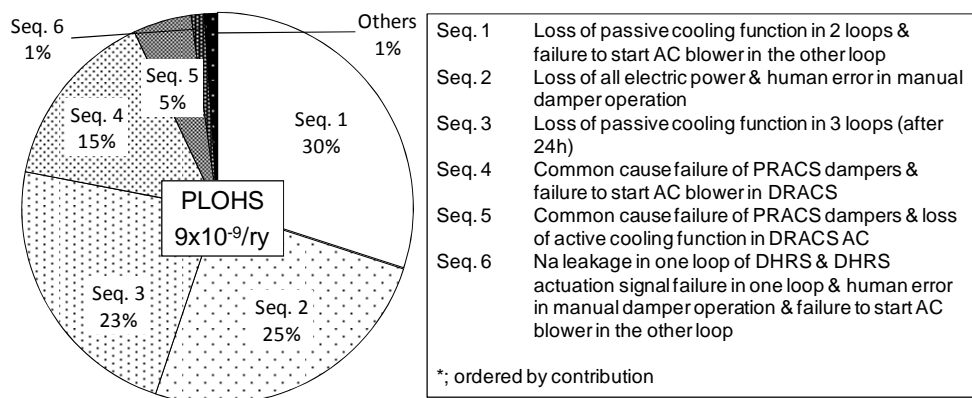 Seq. 6
1%
Others
1%
Seq. 5
5%
Seq. 4
15%
Seq. 1
30%
PLOHS
9x10⁻⁹/ry
Seq. 3
23%
Seq. 2
25%
Seq. 1 Loss of passive cooling function in 2 loops &
failure to start AC blower in the other loop
Seq. 2 Loss of all electric power & human error in manual
damper operation
Seq. 3 Loss of passive cooling function in 3 loops (after
24h)
Seq. 4 Common cause failure of PRACS dampers &
failure to start AC blower in DRACS
Seq. 5 Common cause failure of PRACS dampers & loss
of active cooling function in DRACS AC
Seq. 6 Na leakage in one loop of DHRS & DHRS
actuation signal failure in one loop & human error
in manual damper operation & failure to start AC
blower in the other loop
*; ordered by contribution